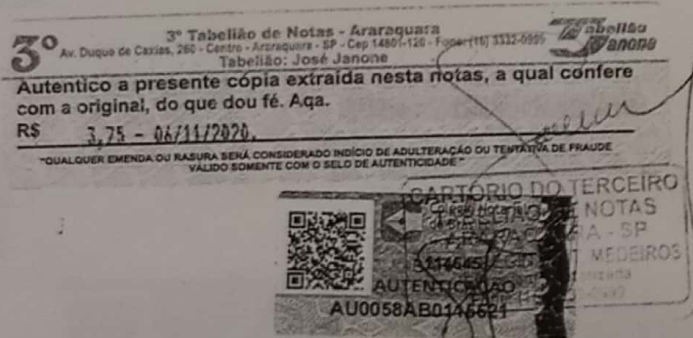 3º
3º Tabelião de Notas - Araraquara
Av. Duque de Caxias, 260 - Centro - Araraquara - SP - Cep 14801-120 - Fone: (16) 3332-0995
Tabelião: José Janone
Tabelião
Janone
Autentico a presente cópia extraída nesta notas, a qual confere
com a original, do que dou fé. Aqa.
R$ 3,75 - 06/11/2020.
"QUALQUER EMENDA OU RASURA SERÁ CONSIDERADO INDÍCIO DE ADULTERAÇÃO OU TENTATIVA DE FRAUDE
VÁLIDO SOMENTE COM O SELO DE AUTENTICIDADE"
CARTÓRIO DO TERCEIRO
DE NOTAS
- SP
MEDEIROS
AUTENTICAÇÃO
AU0058AB0115621